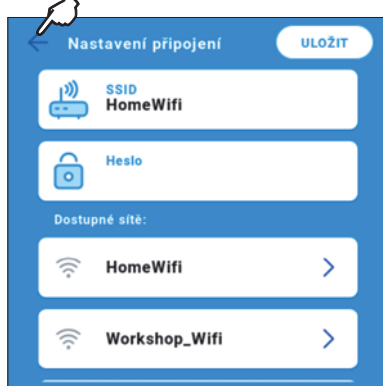 Nastavení připojení
ULOŽIT
SSID
HomeWifi
Heslo
Dostupné sítě:
HomeWifi
Workshop_Wifi